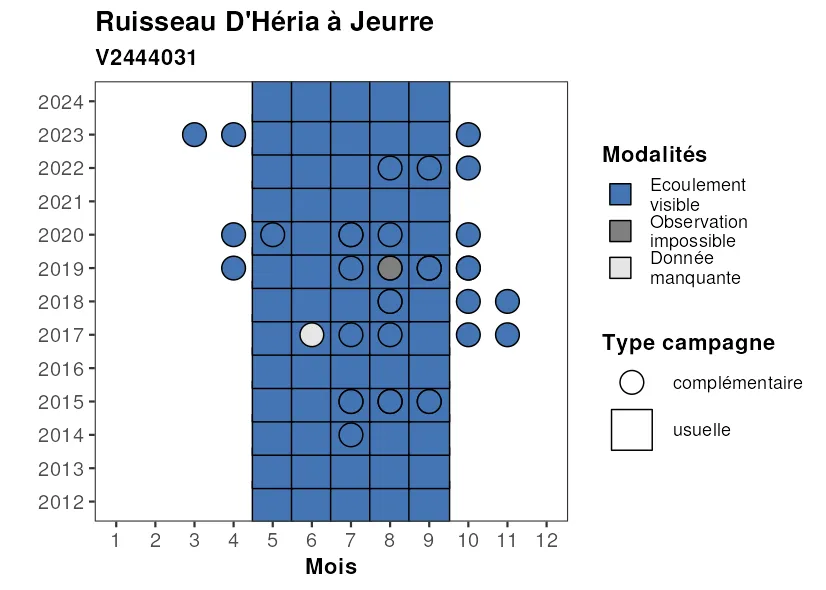 Ruisseau D'Héria à Jeurre
V2444031
2024
2023
2022
2021
2020
2019
2018
2017
2016
2015
2014
2013
2012
1 2 3 4 5 6 7 8 9 10 11 12
Mois
Modalités
Ecoulement
visible
Observation
impossible
Donnée
manquante
Type campagne
complémentaire
usuelle